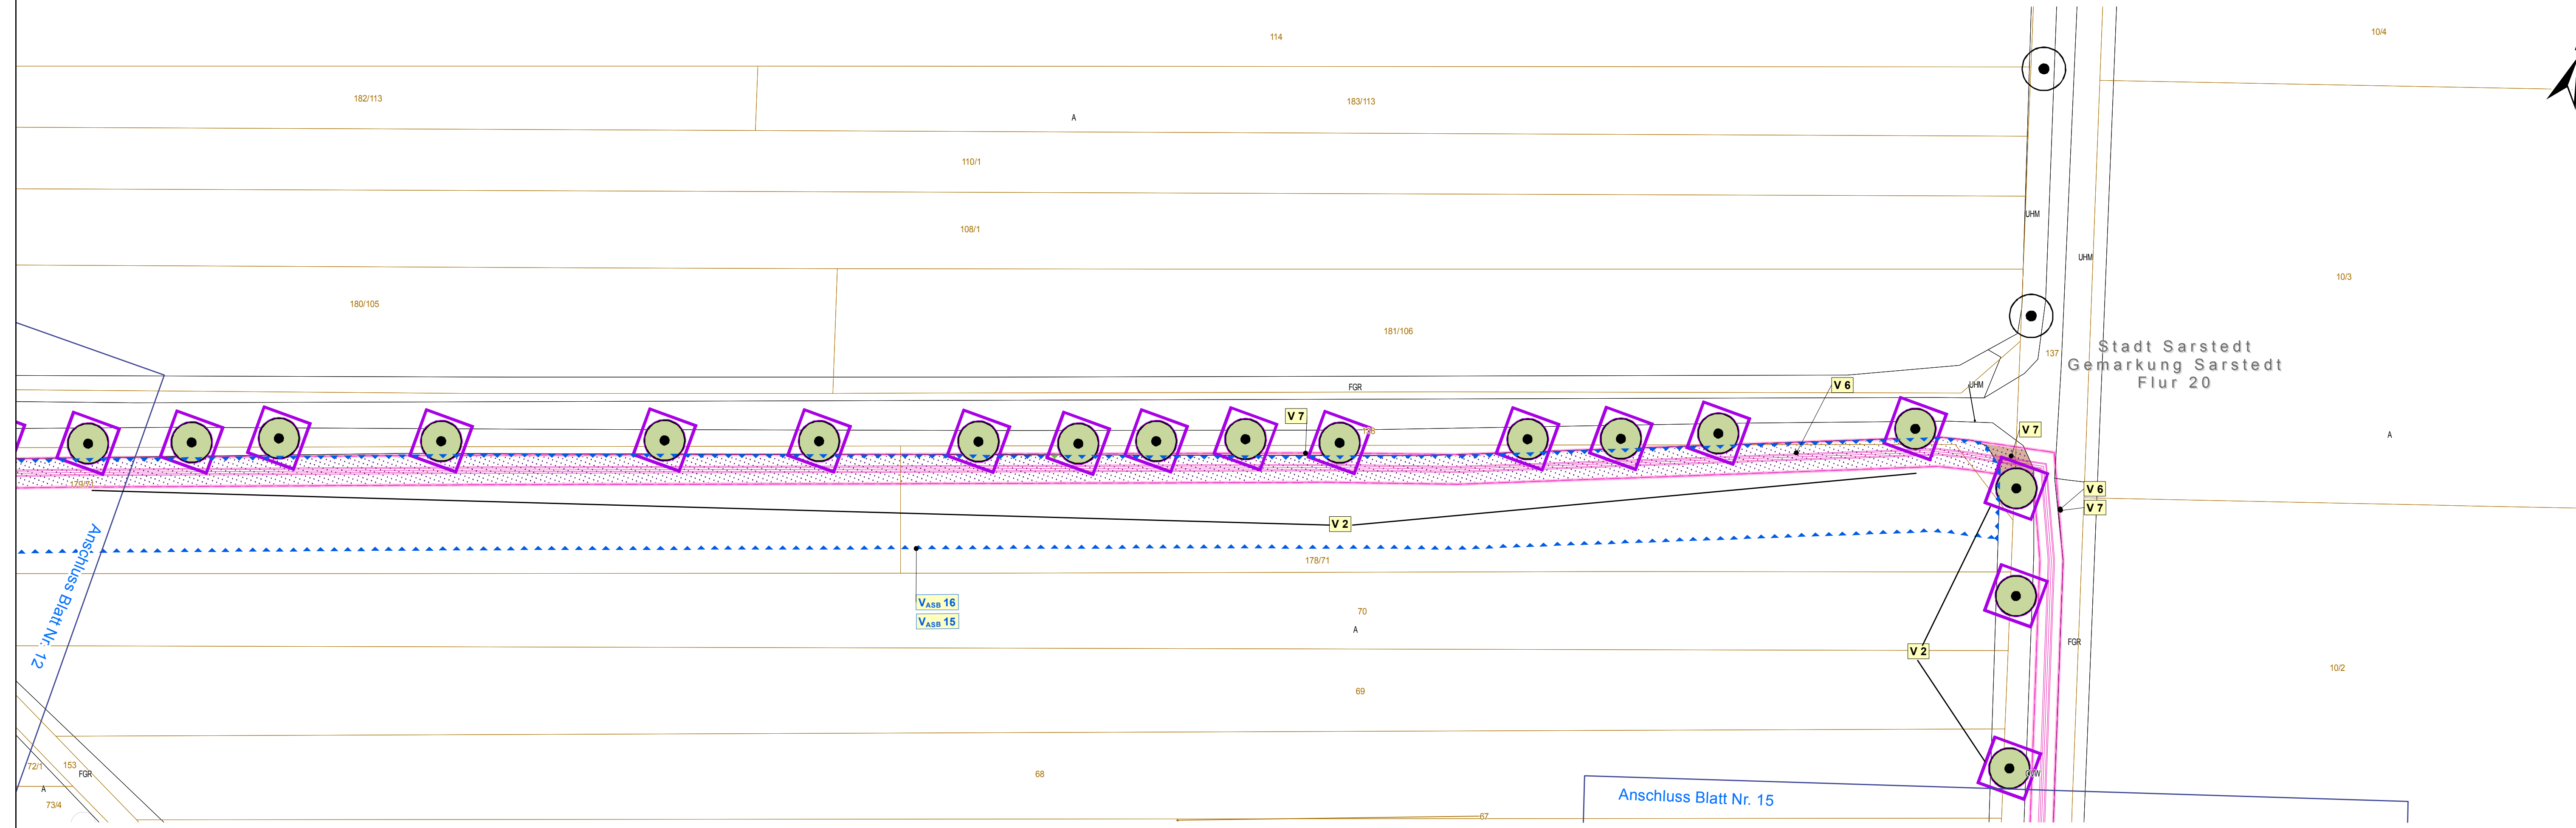 114
10/4
182/113
183/113
A
110/1
UHM
108/1
UHM
10/3
180/105
181/106
137
Stadt Sarstedt
Gemarkung Sarstedt
Flur 20
FGR
V 6
UHM
V 7
V 7
A
V 6
V 7
V 2
178/71
Anschluss Blatt Nr. 12
VASB 16
VASB 15
70
A
V 2
FGR
10/2
69
72/1
153
FGR
A
73/4
68
Anschluss Blatt Nr. 15
67